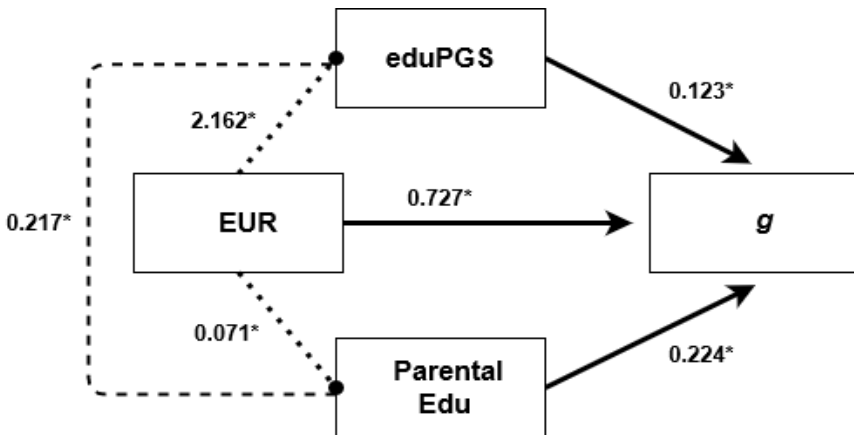 eduPGS
0.123*
2.162*
EUR
0.727*
g
0.217*
0.071*
Parental
Edu
0.224*